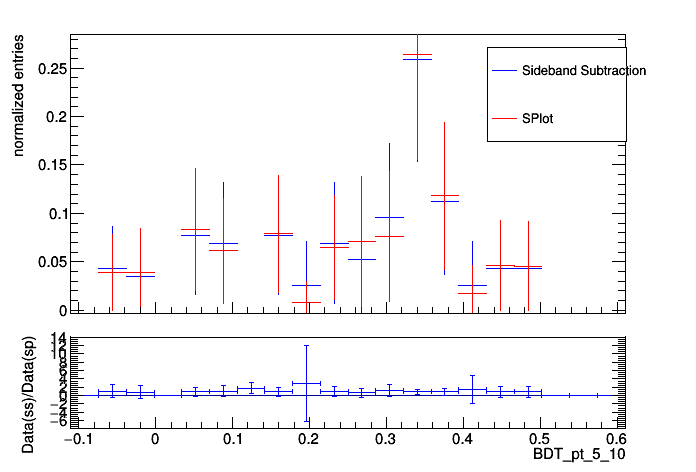 normalized entries
0.25
0.2
0.15
0.1
0.05
0
Sideband Subtraction
SPlot
Data(ss)/Data(sp)
14
12
10
8
6
4
2
0
−2
−4
−6
−0.1 0 0.1 0.2 0.3 0.4 0.5 0.6
BDT_pt_5_10